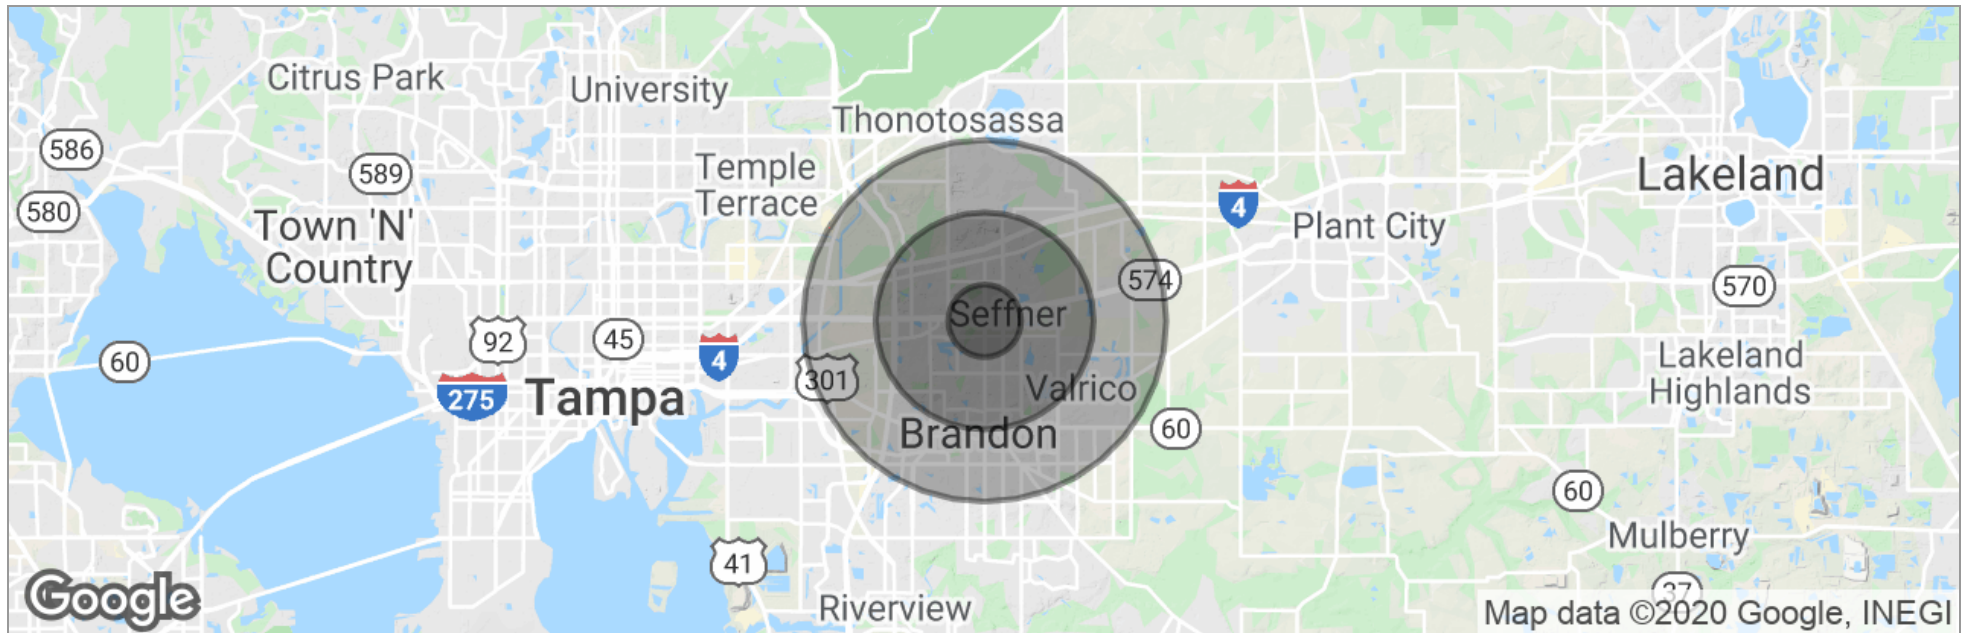 Citrus Park
University
Thonotosassa
586
589
Temple
Terrace
Lakeland
580
4
Town 'N'
Country
Plant City
574
570
Seffner
92
45
4
60
301
Lakeland
Highlands
275
Tampa
Valrico
Brandon
60
60
Mulberry
41
37
Google
Riverview
Map data ©2020 Google, INEGI